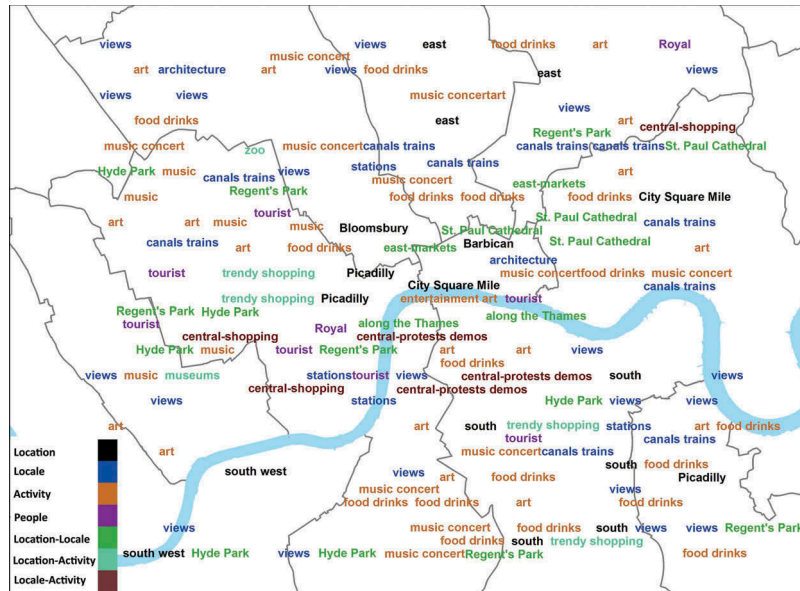 views views east food drinks art Royal
music concert
art architecture art views food drinks east views
views views music concertart views
food drinks east art central-shopping
Regent's Park
music concert zoo music concertcanals trains canals trains canals trains St. Paul Cathedral
Hyde Park music canals trains views stations canals trains art
music concert east-markets
Regent's Park
music food drinks food drinks food drinks City Square Mile
tourist
art art music music Bloomsbury St. Paul Cathedral St. Paul Cathedral canals trains
canals trains art food drinks east-markets Barbican St. Paul Cathedral art
architecture
tourist trendy shopping Picadilly music concertfood drinks music concert
City Square Mile canals trains
trendy shopping Picadilly entertainment art tourist
Regent's Park Hyde Park
tourist Royal along the Thames along the Thames
central-shopping central-protests demos
Hyde Park music tourist Regent's Park art art views
food drinks
views music museums stationstourist views central-protests demos south views
central-shopping central-protests demos
views stations Hyde Park views views
art art south trendy shopping stations art food drinks
tourist canals trains
Location art music concertcanals trains
Locale south west views art food drinks south food drinks
Picadilly
Activity music concert views
food drinks food drinks art food drinks
People
views music concert food drinks south views views Regent's Park
Location-Locale food drinks south trendy shopping
south west Hyde Park views Hyde Park music concertRegent's Park food drinks
Location-Activity
Locale-Activity